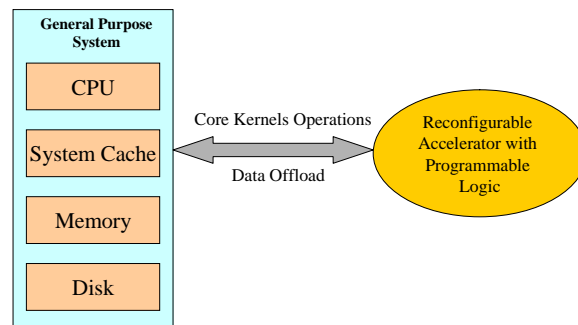 General Purpose
System
CPU
System Cache
Memory
Disk
Core Kernels Operations
Data Offload
Reconfigurable
Accelerator with
Programmable
Logic